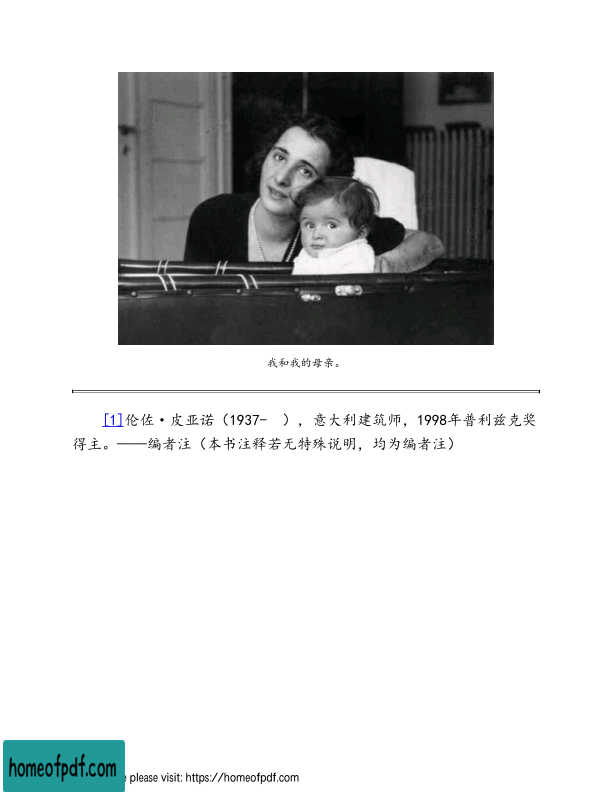 我和我的母亲。
[1]伦佐·皮亚诺（1937-　），意大利建筑师，1998年普利兹克奖
得主。——编者注（本书注释若无特殊说明，均为编者注）
homeofpdf.com
e please visit: https://homeofpdf.com